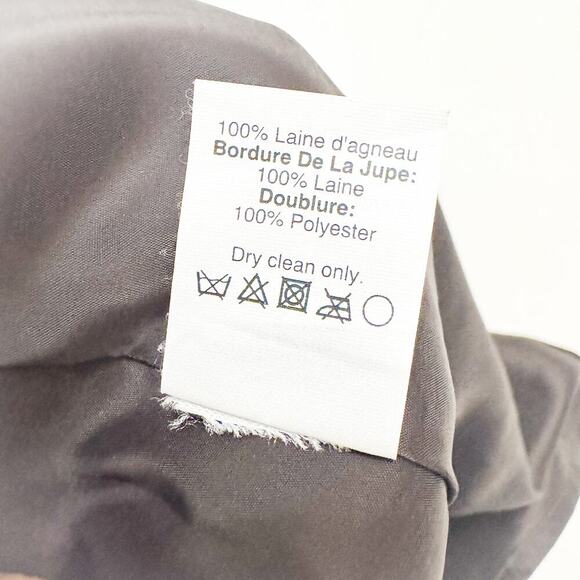 100% Laine d'agneau
Bordure De La Jupe:
100% Laine
Doublure:
100% Polyester
Dry clean only.